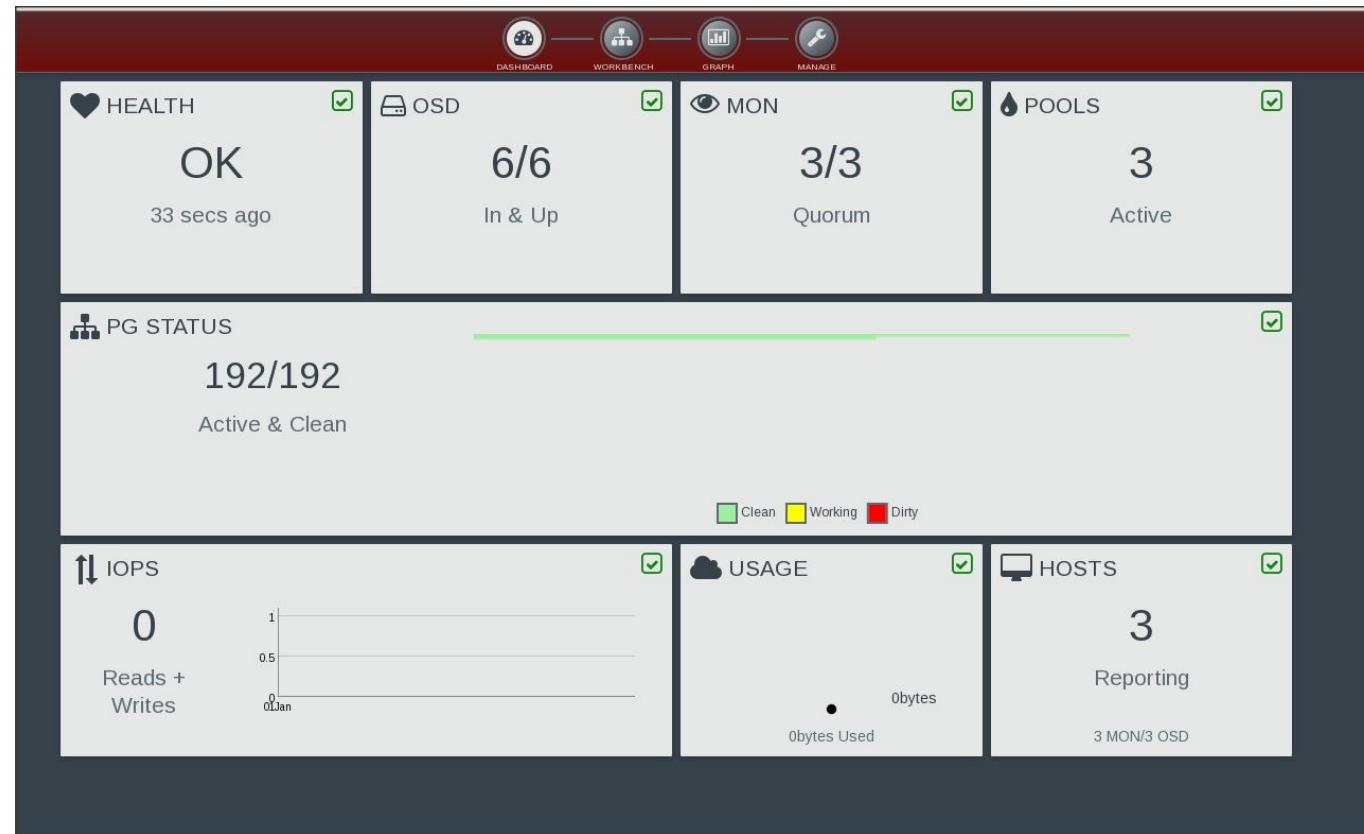 DASHBOARD WORKBENCH GRAPH MANAGE
HEALTH
OK
33 secs ago
OSD
6/6
In & Up
MON
3/3
Quorum
POOLS
3
Active
PG STATUS
192/192
Active & Clean
Clean Working Dirty
IOPS
0
Reads +
Writes
1
0.5
0
01Jan
USAGE
0bytes
0bytes Used
HOSTS
3
Reporting
3 MON/3 OSD